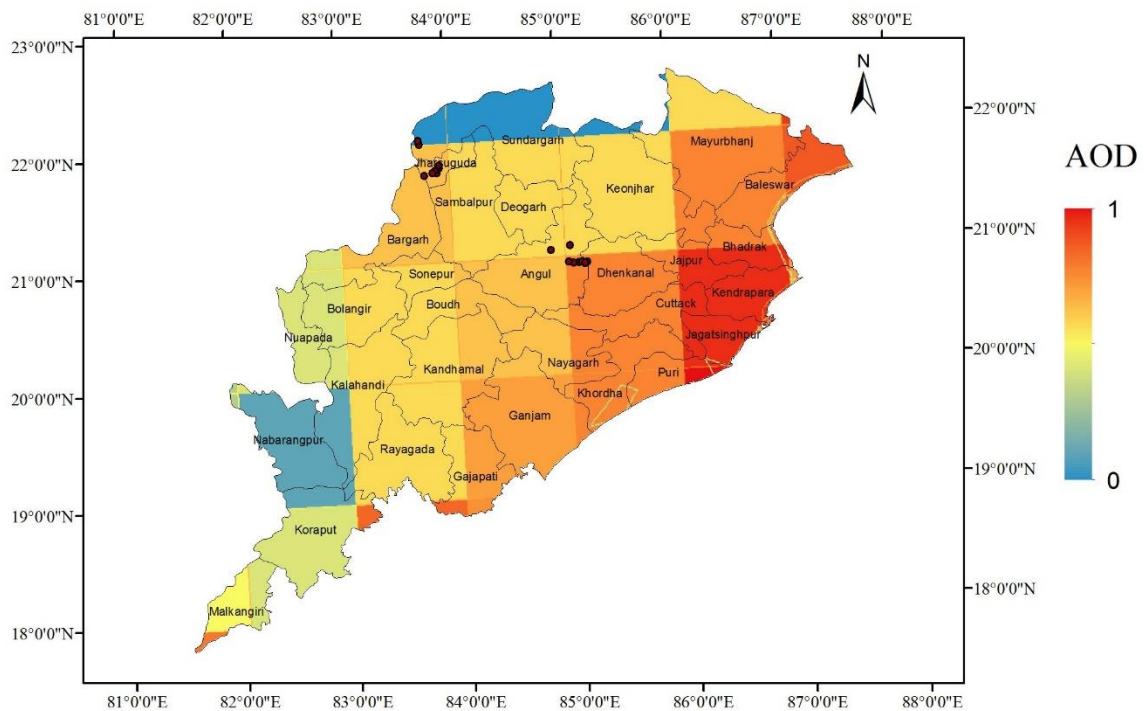 81°0'0"E 82°0'0"E 83°0'0"E 84°0'0"E 85°0'0"E 86°0'0"E 87°0'0"E 88°0'0"E
23°0'0"N
N
22°0'0"N
AOD
Sundargarh
Mayurbhanj
22°0'0"N
Jharsuguda
Baleswar
Keonjhar
Sambalpur
Deogarh
1
21°0'0"N
Bargarh
Bhadrak
Jajpur
Sonepur
Angul
Dhenkanal
21°0'0"N
Kendrapara
Boudh
Cuttack
Bolangir
Jagatsinghpur
Nuapada
20°0'0"N
Nayagarh
Kandhamal
Puri
Kalahandi
Khordha
20°0'0"N
Ganjam
Nabarangpur
Rayagada
19°0'0"N
Gajapati
0
19°0'0"N
Koraput
18°0'0"N
Malkangiri
18°0'0"N
81°0'0"E 82°0'0"E 83°0'0"E 84°0'0"E 85°0'0"E 86°0'0"E 87°0'0"E 88°0'0"E